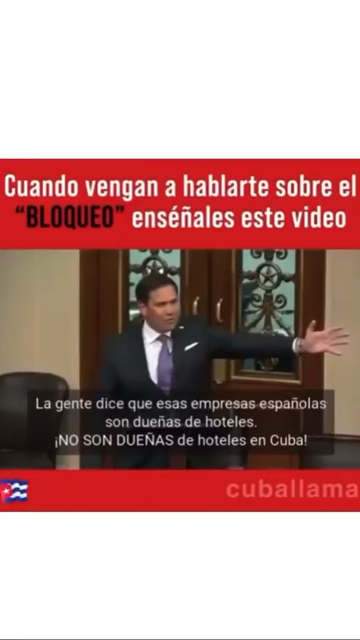 Cuando vengan a hablarte sobre el
“BLOQUEO” enséñales este video
La gente dice que esas empresas españolas
son dueñas de hoteles.
¡NO SON DUEÑAS de hoteles en Cuba!
cuballama